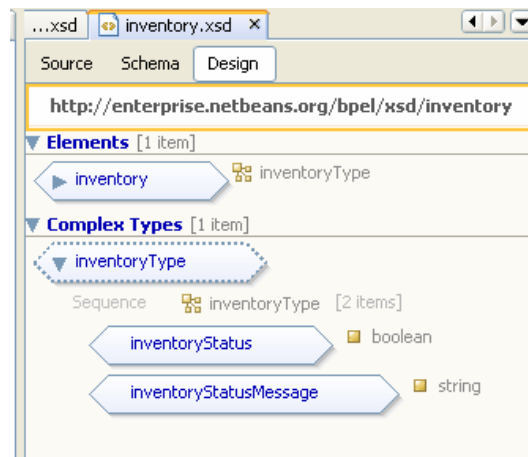 ...xsd inventory.xsd ×
Source Schema Design
http://enterprise.netbeans.org/bpel/xsd/inventory
Elements [1 item]
inventory inventoryType
Complex Types [1 item]
inventoryType
Sequence inventoryType [2 items]
inventoryStatus boolean
inventoryStatusMessage string